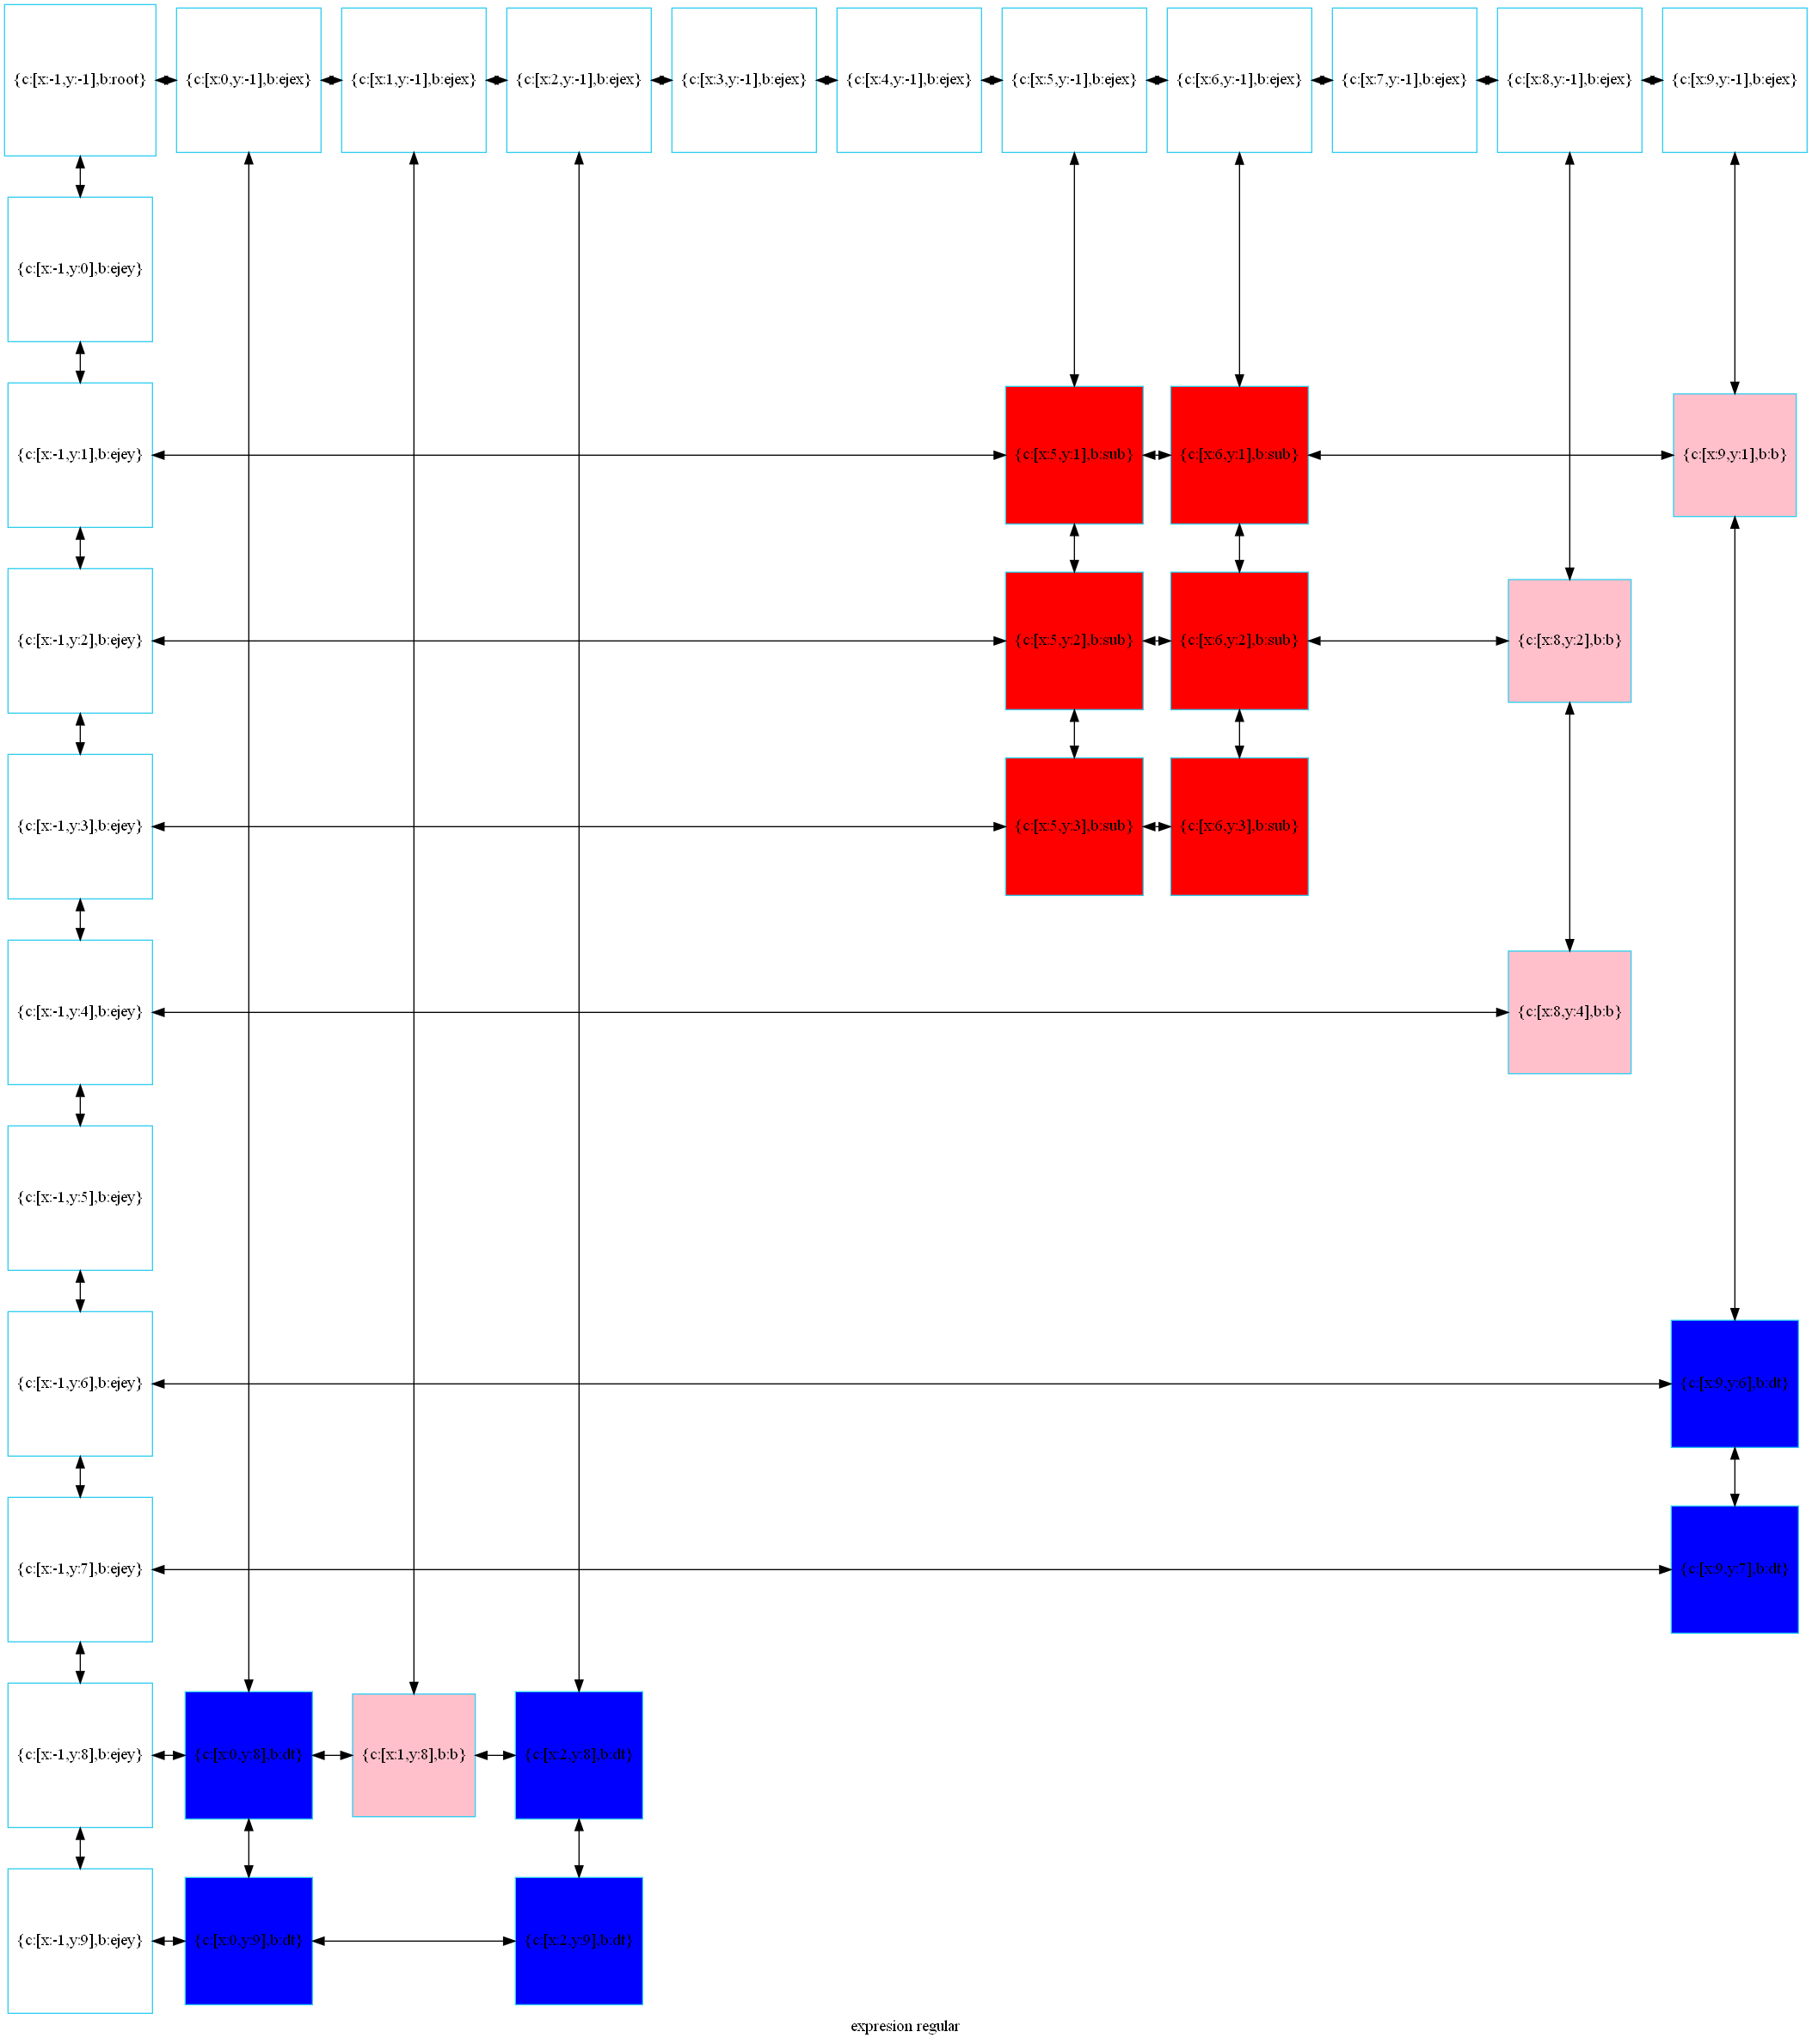 {c:[x:-1,y:-1],b:root} {c:[x:0,y:-1],b:ejex} {c:[x:1,y:-1],b:ejex} {c:[x:2,y:-1],b:ejex} {c:[x:3,y:-1],b:ejex} {c:[x:4,y:-1],b:ejex} {c:[x:5,y:-1],b:ejex} {c:[x:6,y:-1],b:ejex} {c:[x:7,y:-1],b:ejex} {c:[x:8,y:-1],b:ejex} {c:[x:9,y:-1],b:ejex}
{c:[x:-1,y:0],b:ejey}
{c:[x:-1,y:1],b:ejey} {c:[x:5,y:1],b:sub} {c:[x:6,y:1],b:sub} {c:[x:9,y:1],b:b}
{c:[x:-1,y:2],b:ejey} {c:[x:5,y:2],b:sub} {c:[x:6,y:2],b:sub} {c:[x:8,y:2],b:b}
{c:[x:-1,y:3],b:ejey} {c:[x:5,y:3],b:sub} {c:[x:6,y:3],b:sub}
{c:[x:-1,y:4],b:ejey} {c:[x:8,y:4],b:b}
{c:[x:-1,y:5],b:ejey}
{c:[x:-1,y:6],b:ejey} {c:[x:9,y:6],b:dt}
{c:[x:-1,y:7],b:ejey} {c:[x:9,y:7],b:dt}
{c:[x:-1,y:8],b:ejey} {c:[x:0,y:8],b:dt} {c:[x:1,y:8],b:b} {c:[x:2,y:8],b:dt}
{c:[x:-1,y:9],b:ejey} {c:[x:0,y:9],b:dt} {c:[x:2,y:9],b:dt}
expresion regular